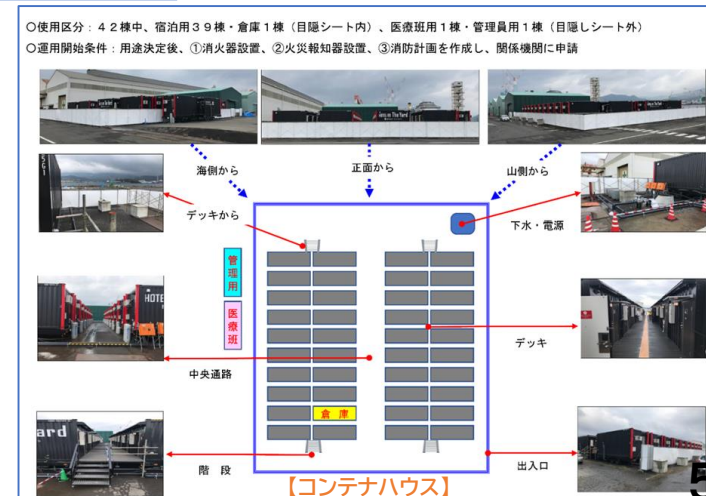 ○使用区分：４２棟中、宿泊用３９棟・倉庫１棟（目隠シート内）、医療班用１棟・管理員用１棟（目隠しシート外）
○運用開始条件：用途決定後、①消火器設置、②火災報知器設置、③消防計画を作成し、関係機関に申請
海側から
正面から
山側から
デッキから
下水・電源
管理用
医療班
HOTE
デッキ
中央通路
倉庫
ard
階段
出入口
【コンテナハウス】